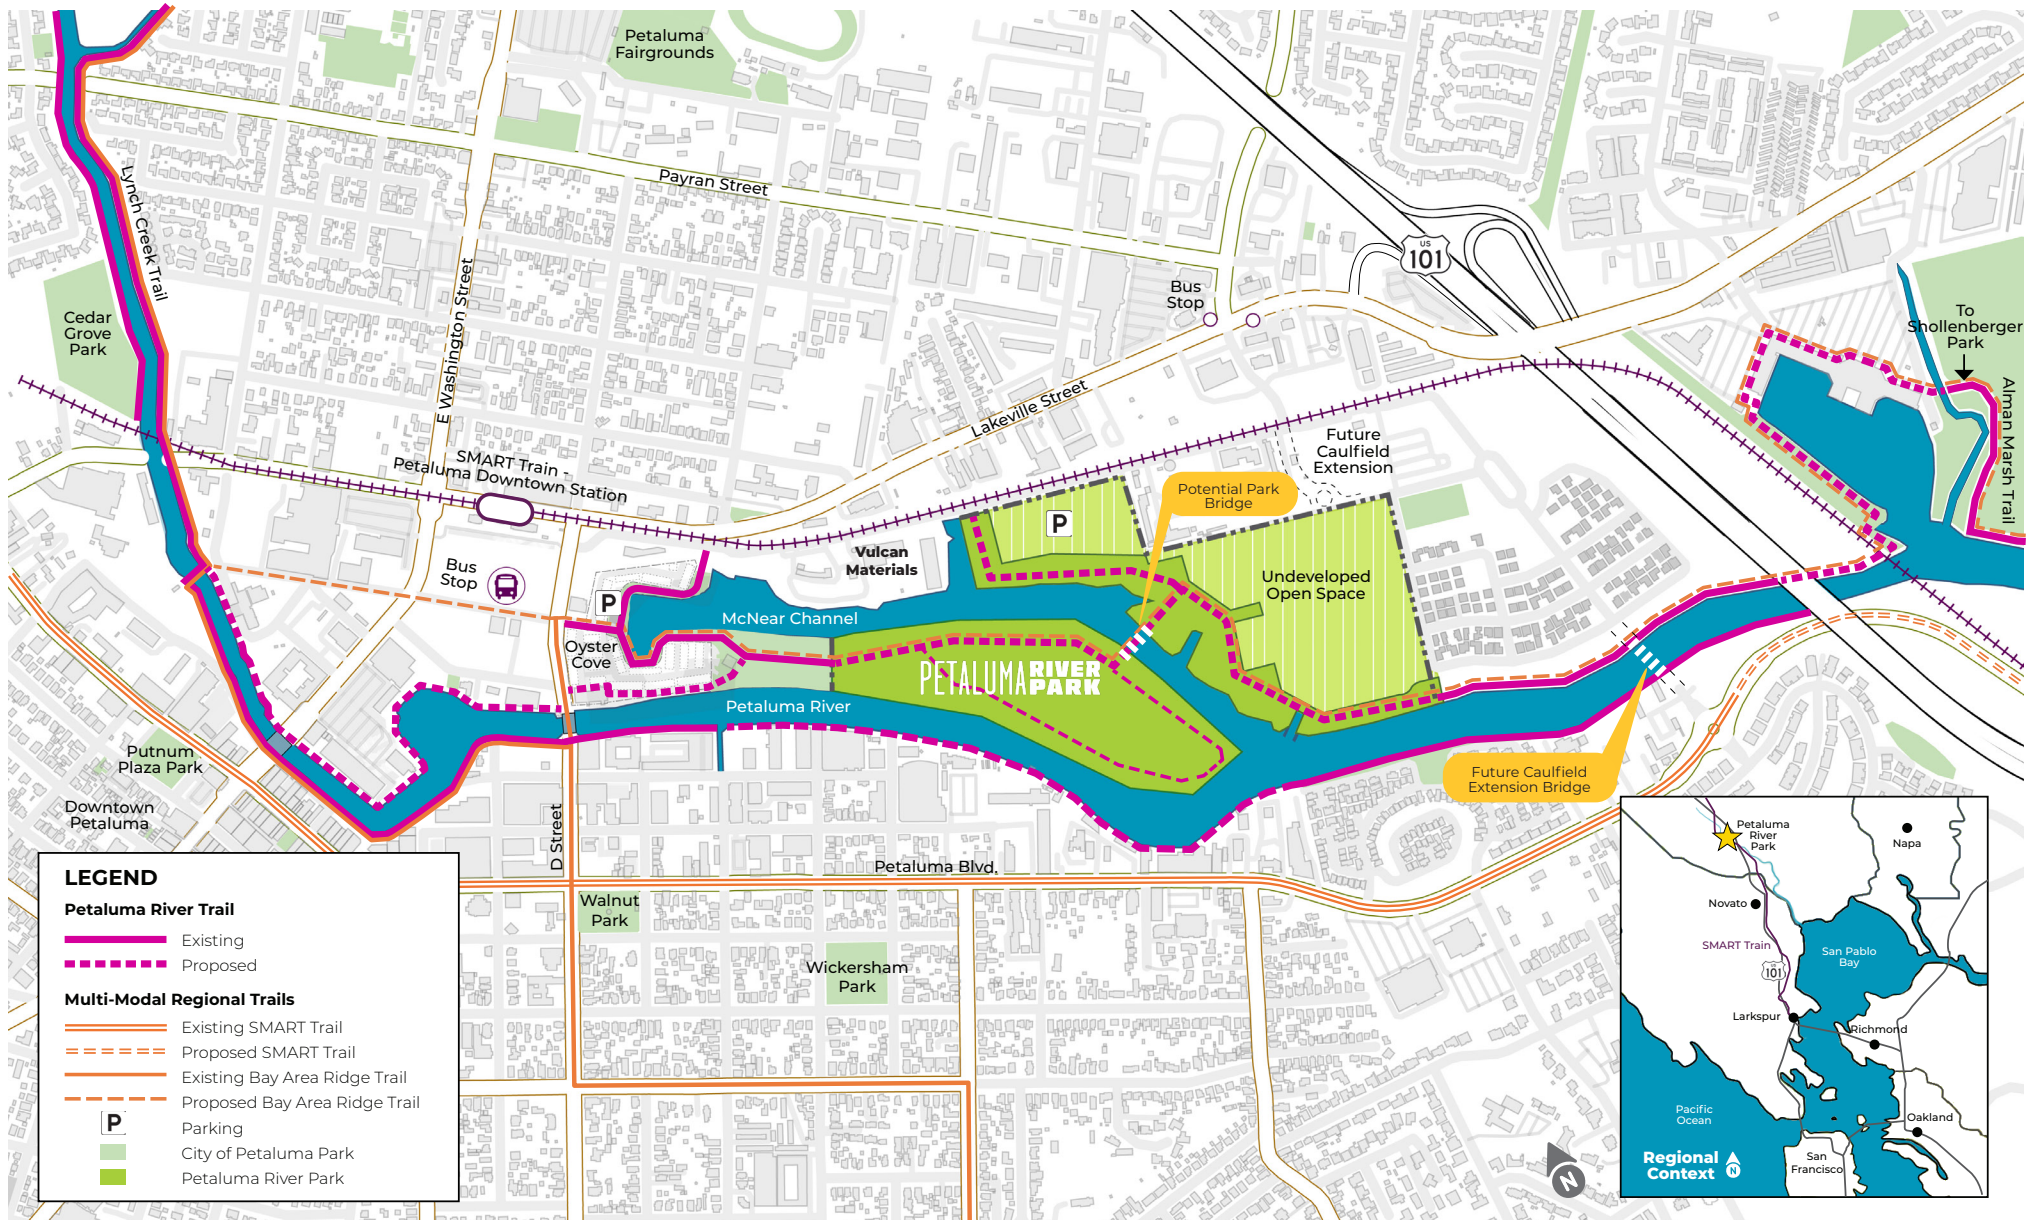 Petaluma
Fairgrounds
Payran Street
Lynch Creek Trail
E Washington Street
US
101
Bus
Stop
To
Shollenberger
Park
Alman Marsh Trail
Cedar
Grove
Park
Lakeville Street
SMART Train -
Petaluma Downtown Station
Future
Caulfield
Extension
Potential Park
Bridge
P
Vulcan
Materials
Bus
Stop
Undeveloped
Open Space
P
McNear Channel
Oyster
Cove
PETALUMA RIVER
PARK
Petaluma River
Putnum
Plaza Park
Future Caulfield
Extension Bridge
Downtown
Petaluma
D Street
Petaluma Blvd.
Walnut
Park
Wickersham
Park
LEGEND
Petaluma River Trail
Existing
Proposed
Multi-Modal Regional Trails
Existing SMART Trail
Proposed SMART Trail
Existing Bay Area Ridge Trail
Proposed Bay Area Ridge Trail
P
Parking
City of Petaluma Park
Petaluma River Park
N
Petaluma
River
Park
Napa
Novato
SMART Train
San Pablo
Bay
US
101
Larkspur
Richmond
Pacific
Ocean
Oakland
San
Francisco
Regional
Context
N